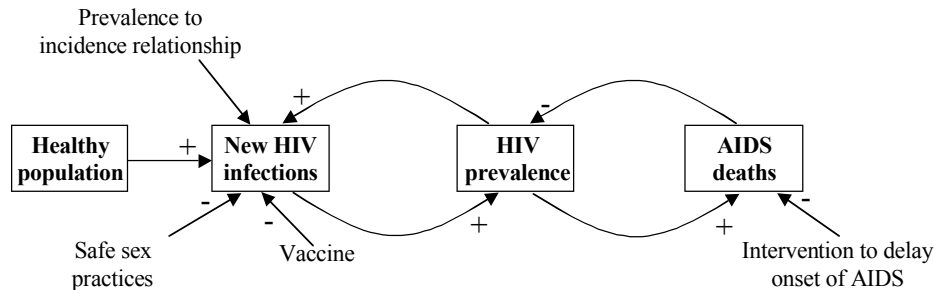 Prevalence to
incidence relationship
+
-
Healthy
population
+
New HIV
infections
HIV
prevalence
AIDS
deaths
-
-
+
+
-
Safe sex
practices
Vaccine
Intervention to delay
onset of AIDS